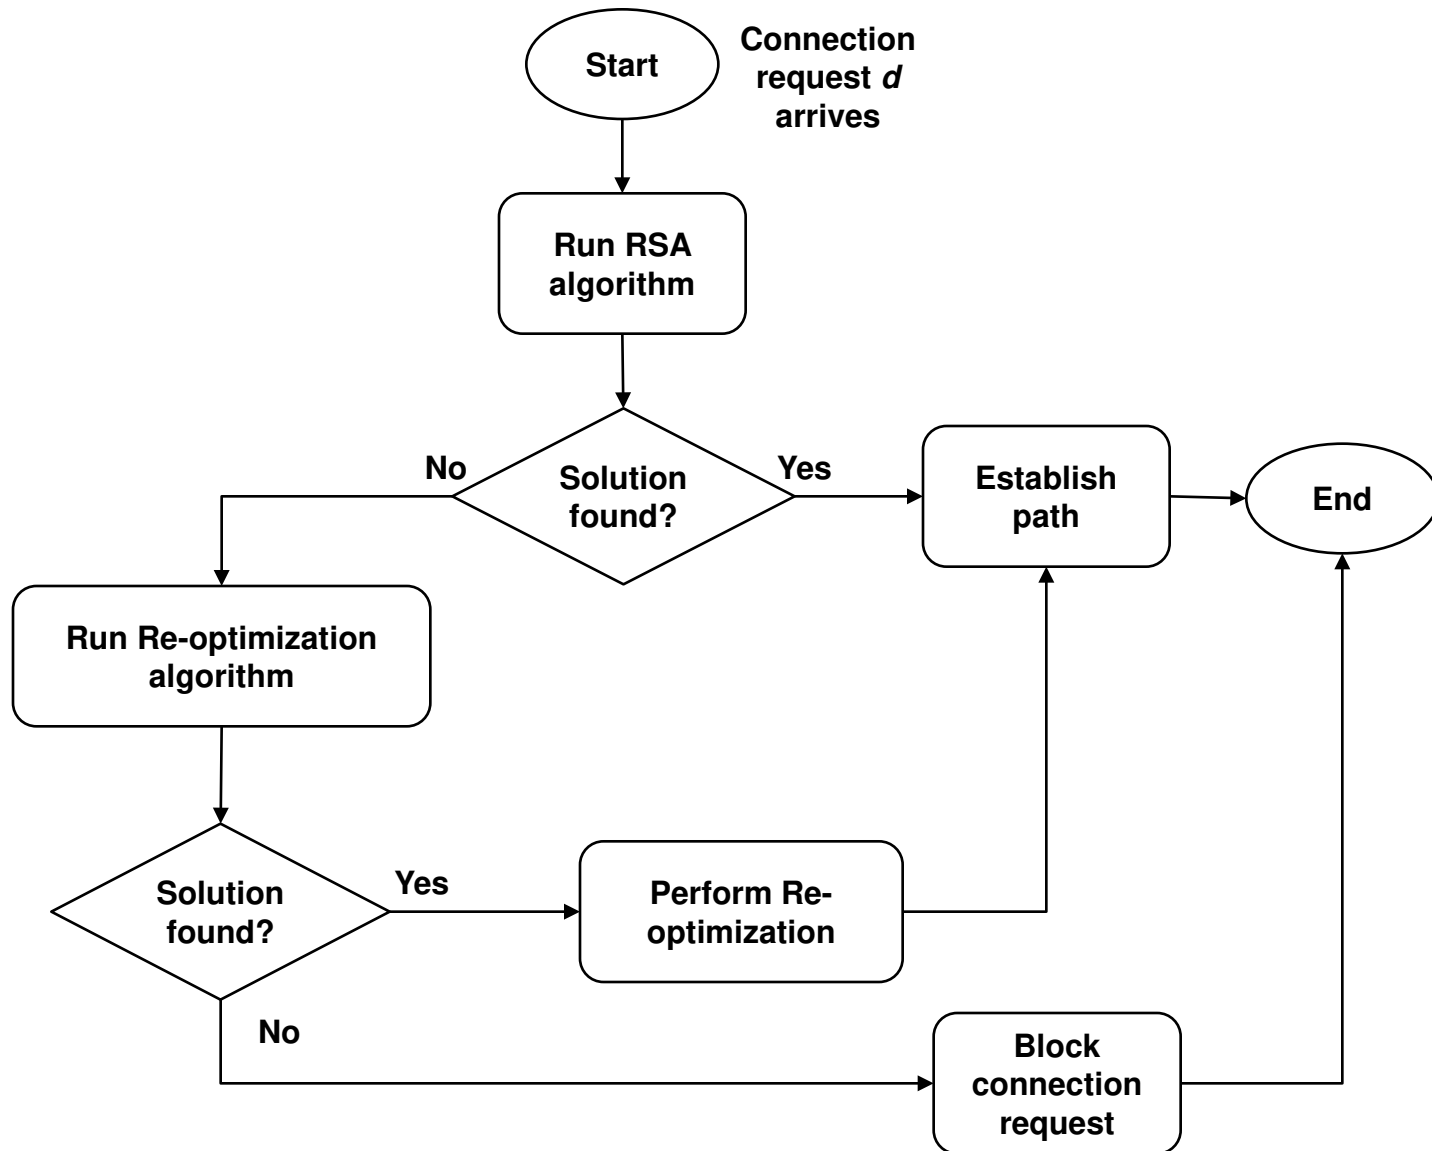 Start
Connection
request d
arrives
Run RSA
algorithm
No
Solution
found?
Yes
Establish
path
End
Run Re-optimization
algorithm
Solution
found?
Yes
Perform Re-
optimization
No
Block
connection
request